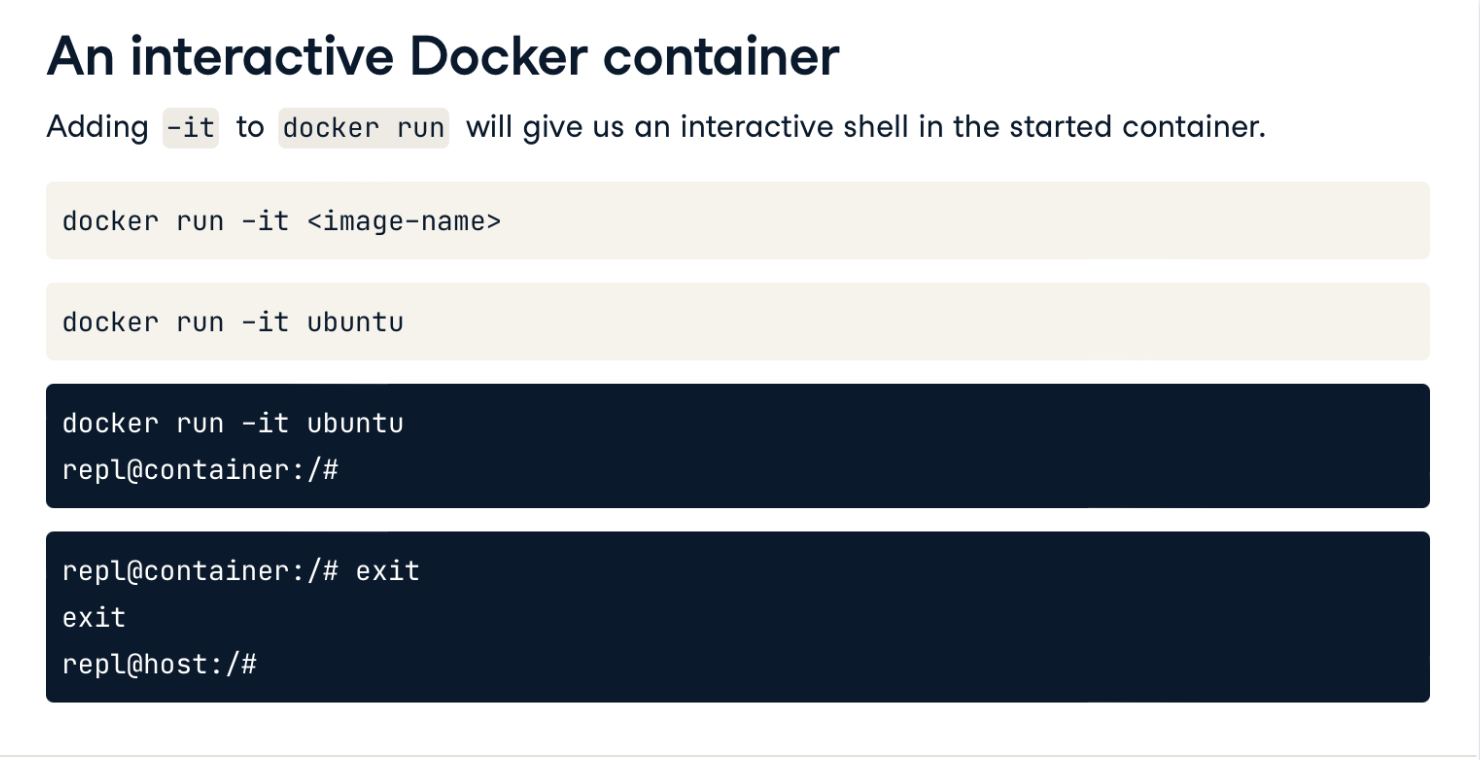 An interactive Docker container
Adding -it to docker run will give us an interactive shell in the started container.
docker run -it <image-name>
docker run -it ubuntu
docker run -it ubuntu
repl@container:/#
repl@container:/# exit
exit
repl@host:/#